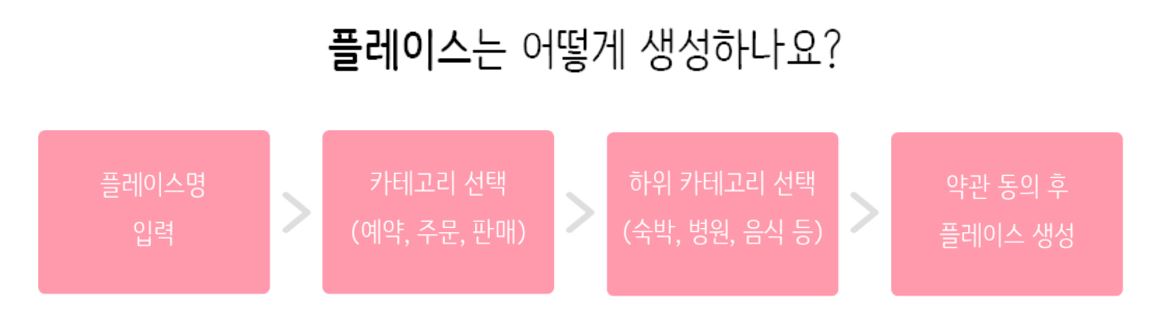 플레이스는 어떻게 생성하나요?
플레이스명
입력
카테고리 선택
(예약, 주문, 판매)
하위 카테고리 선택
(숙박, 병원, 음식 등)
약관 동의 후
플레이스 생성